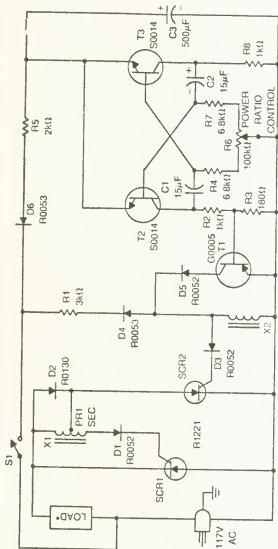 S1
LOAD*
117V
AC
X1
PR1
SEC
D2
R0130
D1
R0052
SCR1
R1221
SCR2
D3
R0052
X2
R1
3kΩ
D4
R0053
D5
R0052
D6
R0053
R5
2kΩ
T2
S0014
C1
15μF
R4
6.8kΩ
R2
1kΩ
G0005
T1
R3
180Ω
R7
6.8kΩ
R6
100kΩ
POWER
RATIO
CONTROL
T3
S0014
C2
15μF
R8
1kΩ
C3
500μF